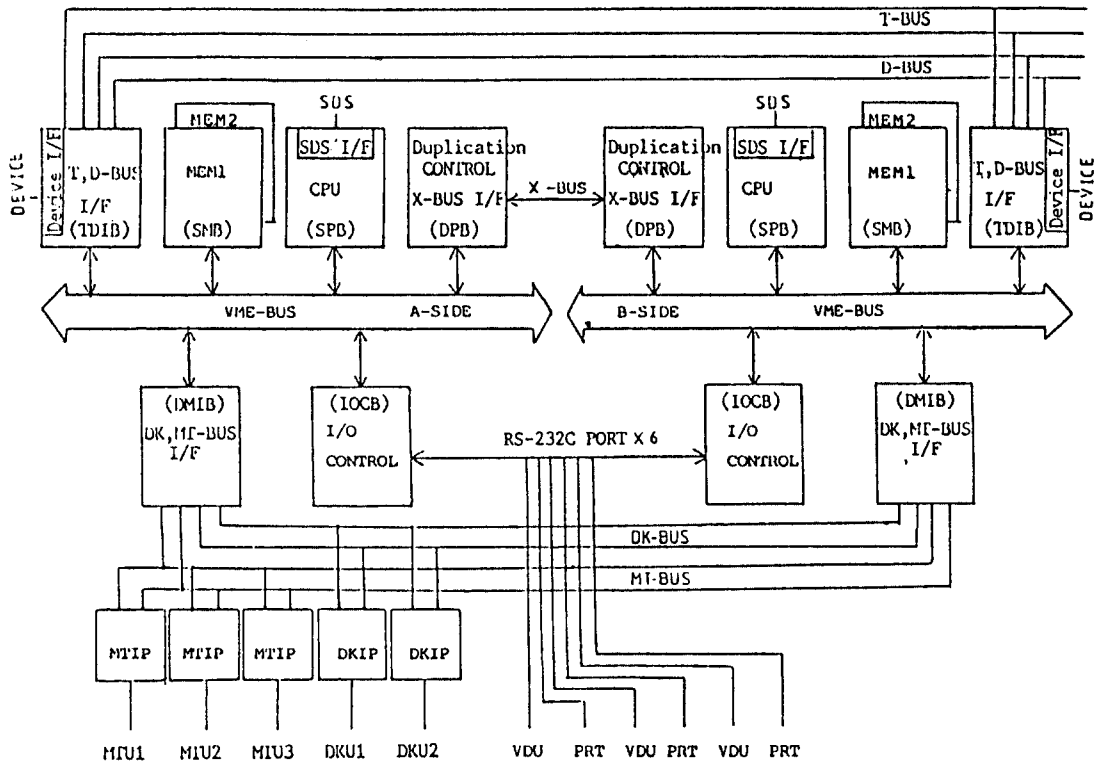 T-BUS
D-BUS
SDS
SDS
DEVICE
Device I/F
T,D-BUS
I/F
(TDIB)
MEM2
MEM1
(SMB)
SDS I/F
CPU
(SPB)
Duplication
CONTROL
X-BUS I/F
(DPB)
X-BUS
Duplication
CONTROL
X-BUS I/F
(DPB)
SDS I/F
CPU
(SPB)
MEM2
MEM1
(SMB)
T,D-BUS
I/F
(TDIB)
Device I/F
DEVICE
VME-BUS A-SIDE
B-SIDE VME-BUS
(DMIB)
DK,MT-BUS
I/F
(IOCB)
I/O
CONTROL
RS-232C PORT X 6
(IOCB)
I/O
CONTROL
(DMIB)
DK,MT-BUS
I/F
DK-BUS
MT-BUS
MTIP MTIP MTIP DKIP DKIP
MTU1 MTU2 MTU3 DKU1 DKU2 VDU PRT VDU PRT VDU PRT